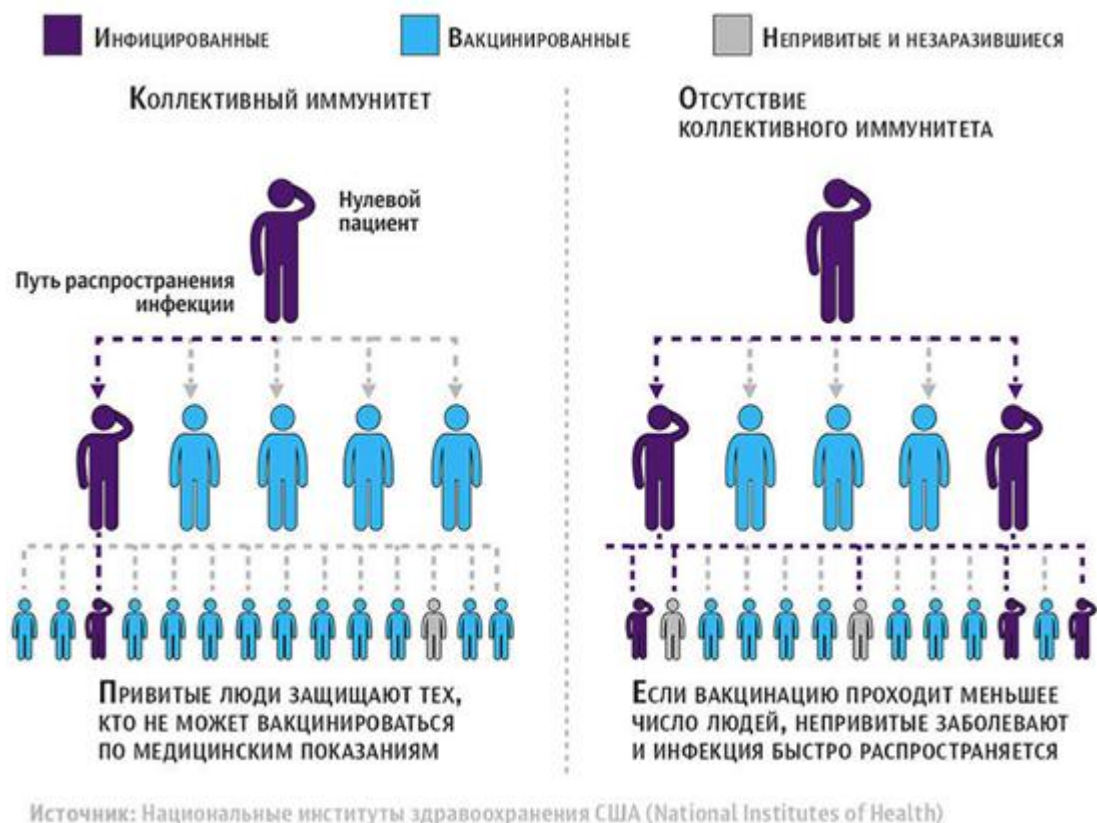 Инфицированные
Вакцинированные
Непривитые и незаразившиеся
Коллективный иммунитет
Нулевой
пациент
Путь распространения
инфекции
Привитые люди защищают тех,
кто не может вакцинироваться
по медицинским показаниям
Отсутствие
коллективного иммунитета
Если вакцинацию проходит меньшее
число людей, непривитые заболевают
и инфекция быстро распространяется
Источник: Национальные институты здравоохранения США (National Institutes of Health)